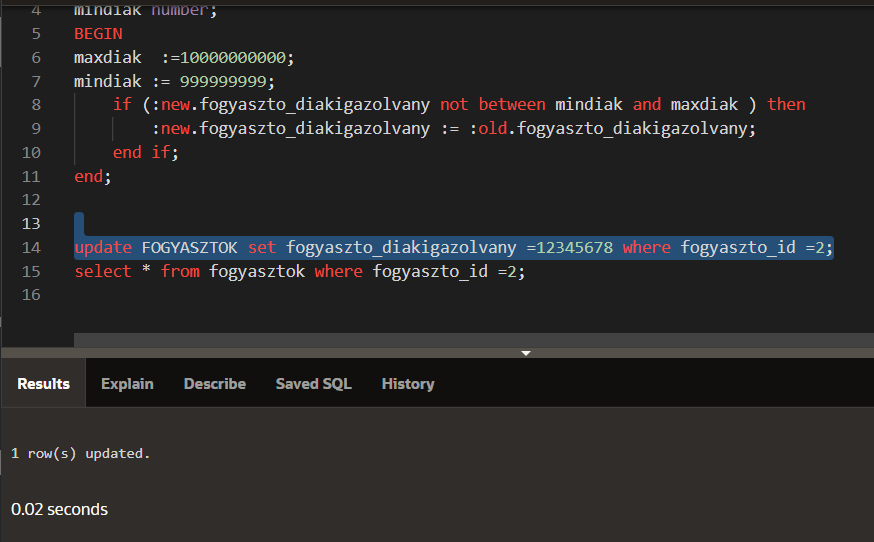 4 mindiak number;
5 BEGIN
6 maxdiak  :=10000000000;
7 mindiak := 999999999;
8     if (:new.fogyaszto_diakigazolvany not between mindiak and maxdiak ) then
9         :new.fogyaszto_diakigazolvany := :old.fogyaszto_diakigazolvany;
10     end if;
11 end;
12
13
14 update FOGYASZTOK set fogyaszto_diakigazolvany =12345678 where fogyaszto_id =2;
15 select * from fogyasztok where fogyaszto_id =2;
16
Results Explain Describe Saved SQL History
1 row(s) updated.
0.02 seconds